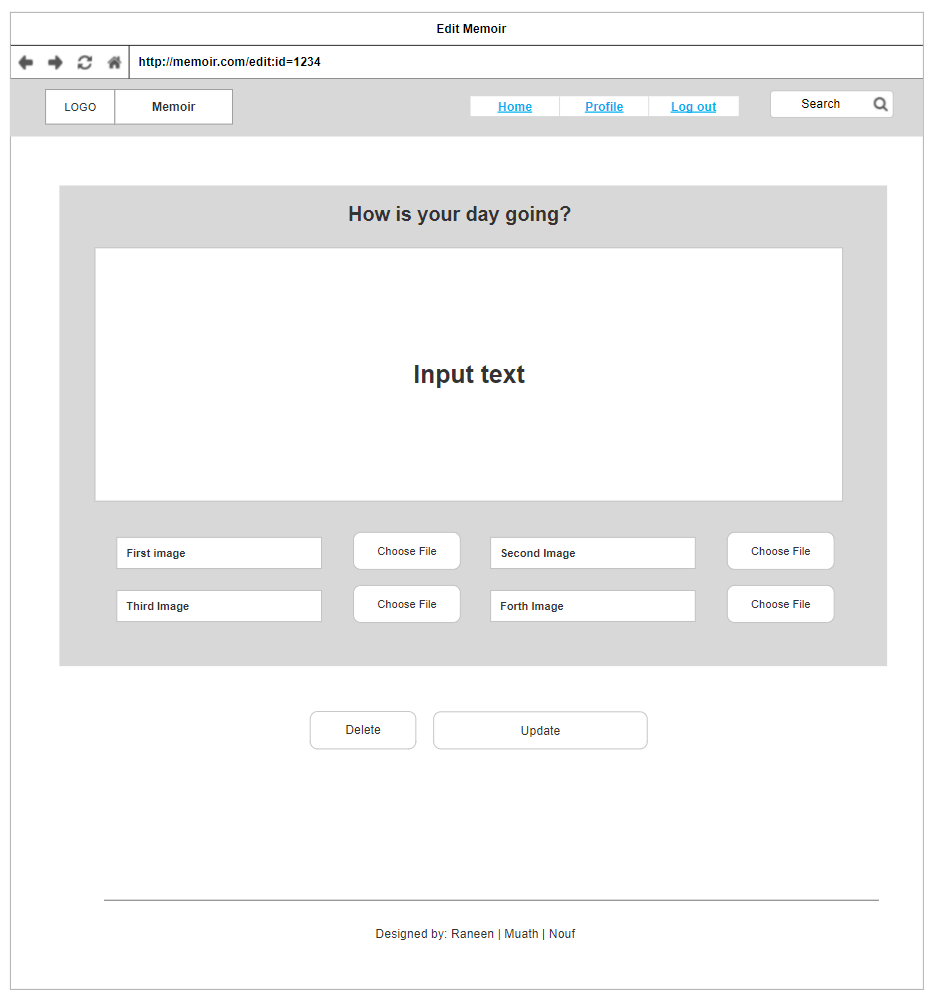 Edit Memoir
http://memoir.com/edit:id=1234
LOGO Memoir Home Profile Log out Search
How is your day going?
Input text
First image Choose File Second Image Choose File
Third Image Choose File Forth Image Choose File
Delete Update
Designed by: Raneen | Muath | Nouf